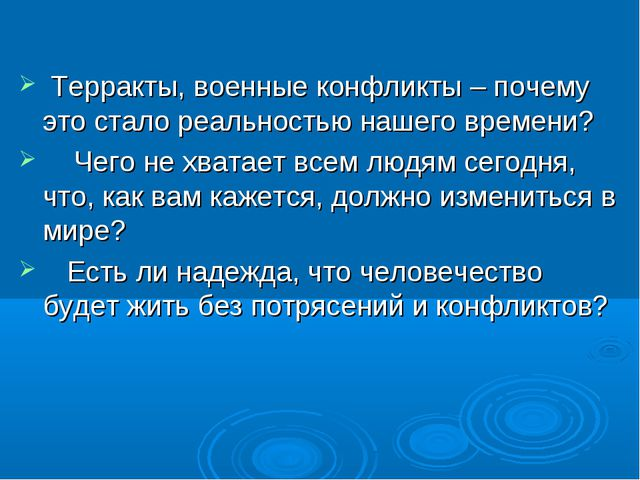 Терракты, военные конфликты – почему
это стало реальностью нашего времени?
Чего не хватает всем людям сегодня,
что, как вам кажется, должно измениться в
мире?
Есть ли надежда, что человечество
будет жить без потрясений и конфликтов?